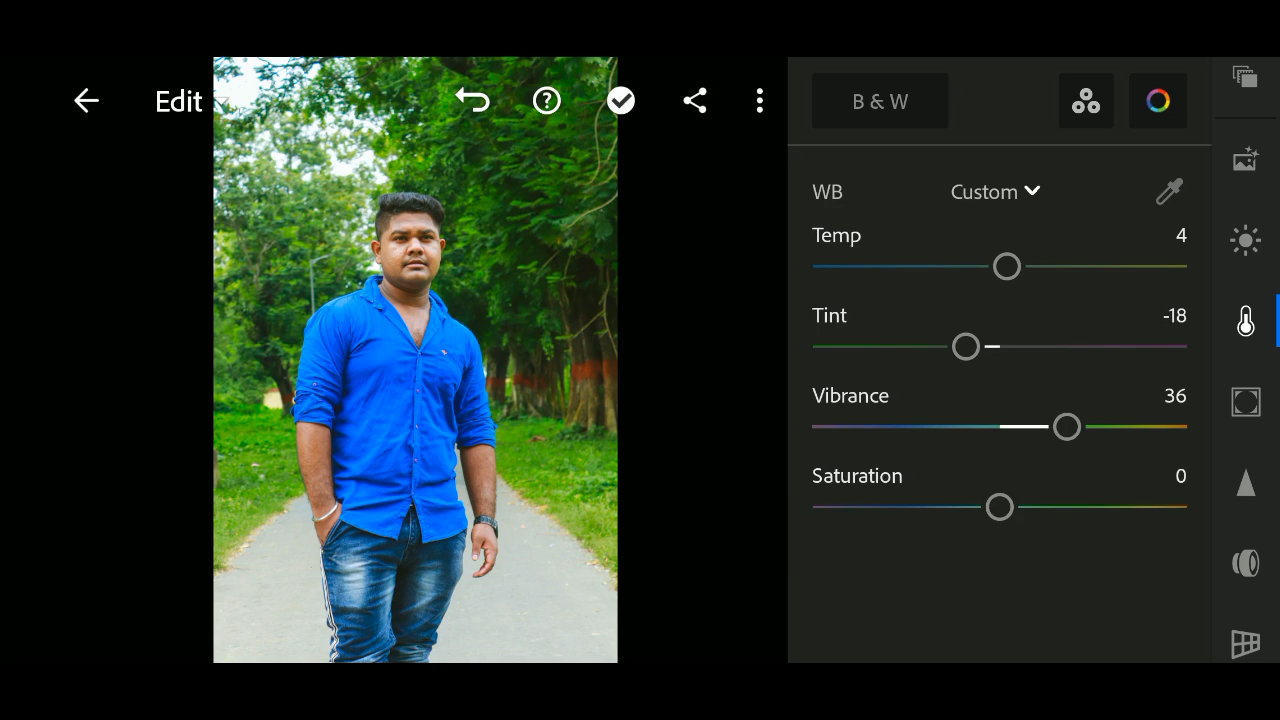 Edit
B & W
WB Custom
Temp 4
Tint -18
Vibrance 36
Saturation 0